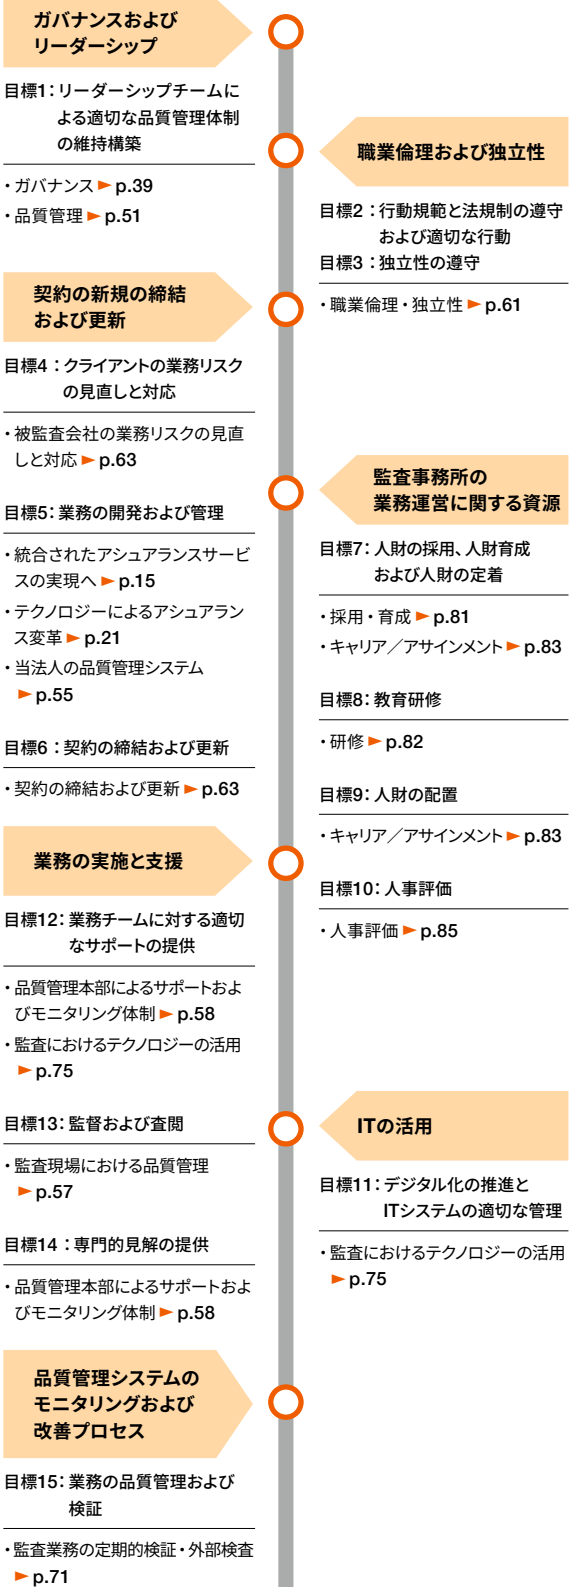 ガバナンスおよび
リーダーシップ
目標1：リーダーシップチームに
よる適切な品質管理体制
の維持構築
・ガバナンス► p.39
・品質管理► p.51
職業倫理および独立性
目標2：行動規範と法規制の遵守
および適切な行動
目標3：独立性の遵守
・職業倫理・独立性► p.61
契約の新規の締結
および更新
目標4：クライアントの業務リスク
の見直しと対応
・被監査会社の業務リスクの見直
しと対応► p.63
目標5：業務の開発および管理
・統合されたアシュアランスサービ
スの実現へ► p.15
・テクノロジーによるアシュアラン
ス変革► p.21
・当法人の品質管理システム
► p.55
目標6：契約の締結および更新
・契約の締結および更新► p.63
監査事務所の
業務運営に関する資源
目標7：人財の採用、人財育成
および人財の定着
・採用・育成► p.81
・キャリア／アサインメント► p.83
目標8：教育研修
・研修► p.82
目標9：人財の配置
・キャリア／アサインメント► p.83
目標10：人事評価
・人事評価► p.85
業務の実施と支援
目標12：業務チームに対する適切
なサポートの提供
・品質管理本部によるサポートおよ
びモニタリング体制► p.58
・監査におけるテクノロジーの活用
► p.75
目標13：監督および査閲
・監査現場における品質管理
► p.57
目標14：専門的見解の提供
・品質管理本部によるサポートおよ
びモニタリング体制► p.58
ITの活用
目標11：デジタル化の推進と
ITシステムの適切な管理
・監査におけるテクノロジーの活用
► p.75
品質管理システムの
モニタリングおよび
改善プロセス
目標15：業務の品質管理および
検証
・監査業務の定期的検証・外部検査
► p.71